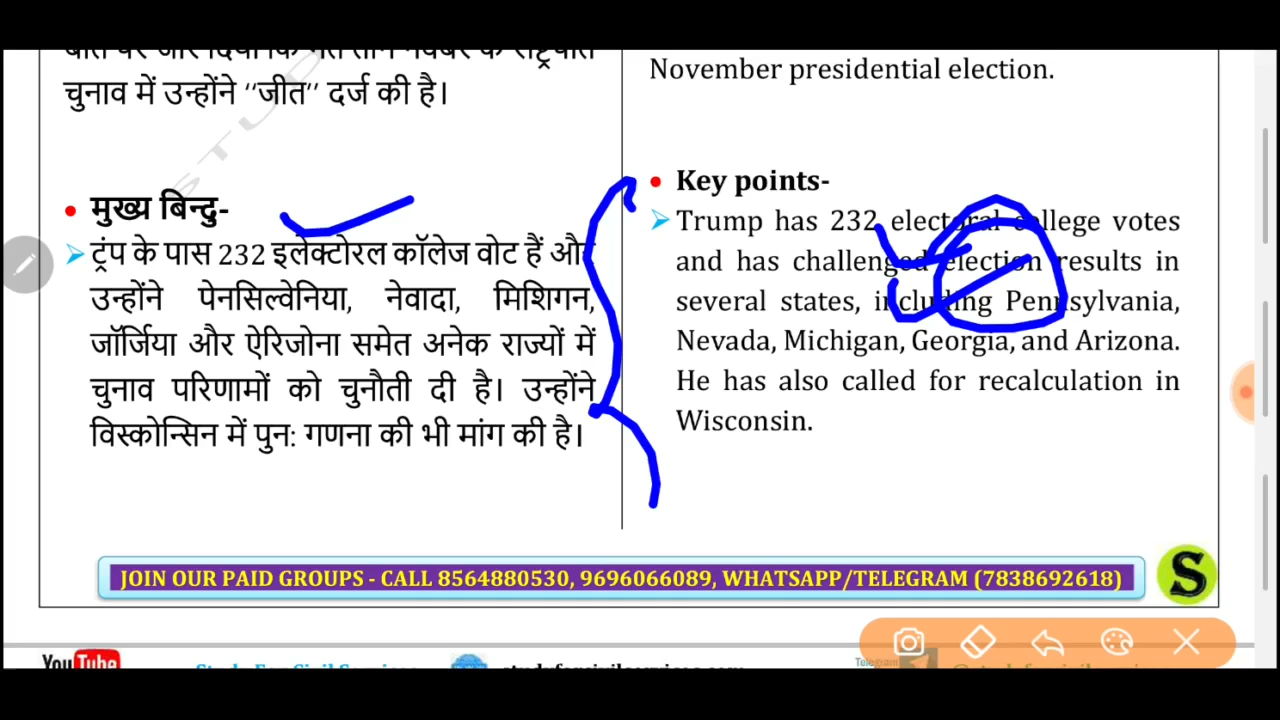 चुनाव में उन्होंने ‘‘जीत’’ दर्ज की है।
मुख्य बिन्दु-
ट्रंप के पास 232 इलेक्टोरल कॉलेज वोट हैं और
उन्होंने पेनसिल्वेनिया, नेवादा, मिशिगन,
जॉर्जिया और ऐरिजोना समेत अनेक राज्यों में
चुनाव परिणामों को चुनौती दी है। उन्होंने
विस्कोन्सिन में पुन: गणना की भी मांग की है।
November presidential election.
Key points-
Trump has 232 electoral college votes
and has challenged election results in
several states, including Pennsylvania,
Nevada, Michigan, Georgia, and Arizona.
He has also called for recalculation in
Wisconsin.
JOIN OUR PAID GROUPS - CALL 8564880530, 9696066089, WHATSAPP/TELEGRAM (7838692618)
S
YouTube
Telegram